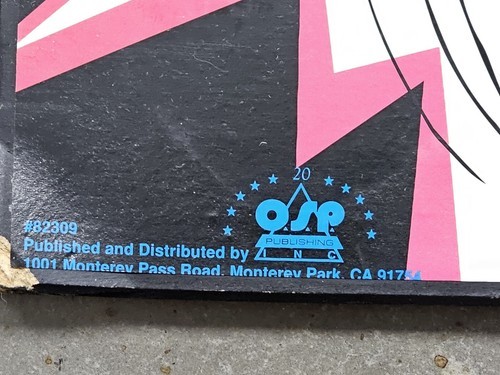 20
OSP
PUBLISHING
INC
#82309
Published and Distributed by
1001 Monterey Pass Road, Monterey Park, CA 91754